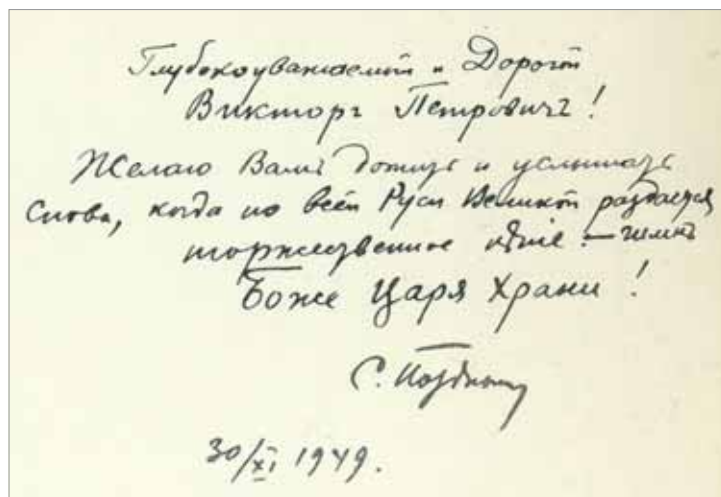 Глубокоуважаемый и Дорогой
Викторъ Петровичъ!
Желаю Вамъ дожить и услышать
снова, когда по всей Руси Великой раздастся
торжественное пѣніе: — гимнъ
Боже Царя Храни!
С.
30/XI 1949.